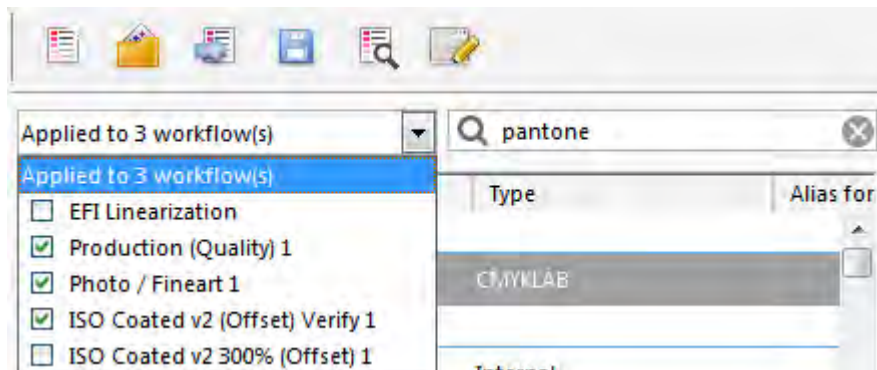 Applied to 3 workflow(s)
pantone
Applied to 3 workflow(s)
Type
Alias for
EFI Linearization
Production (Quality) 1
Photo / Fineart 1
CMYKLAB
ISO Coated v2 (Offset) Verify 1
ISO Coated v2 300% (Offset) 1